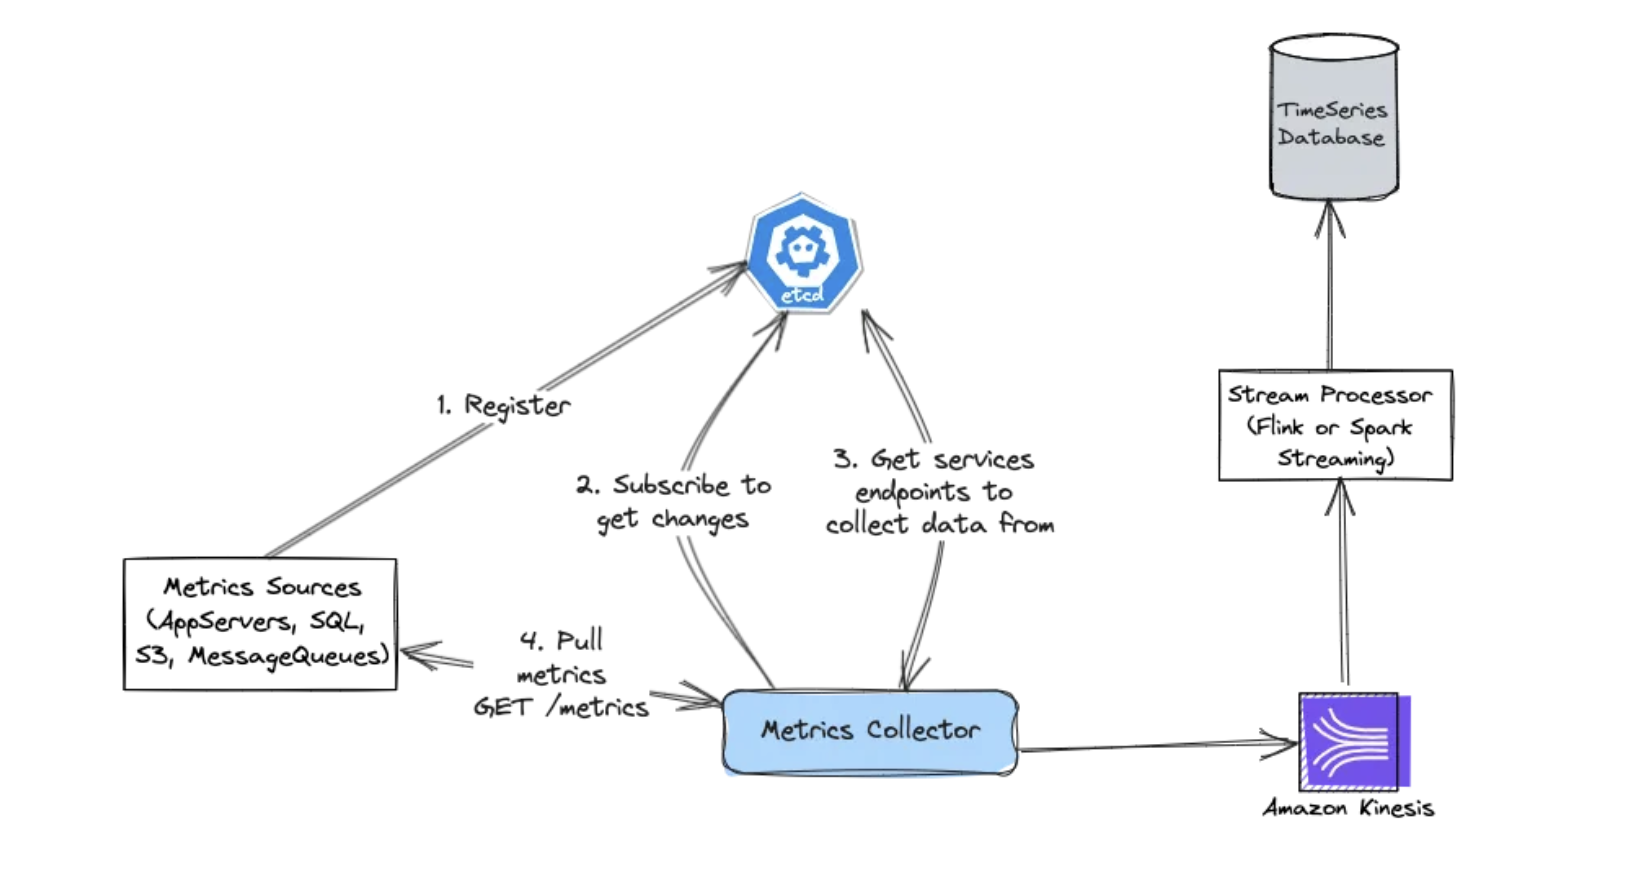 TimeSeries
Database
etcd
1. Register
Stream Processor
(Flink or Spark
Streaming)
2. Subscribe to
get changes
3. Get services
endpoints to
collect data from
Metrics Sources
(AppServers, SQL,
S3, MessageQueues)
4. Pull
metrics
GET /metrics
Metrics Collector
Amazon Kinesis